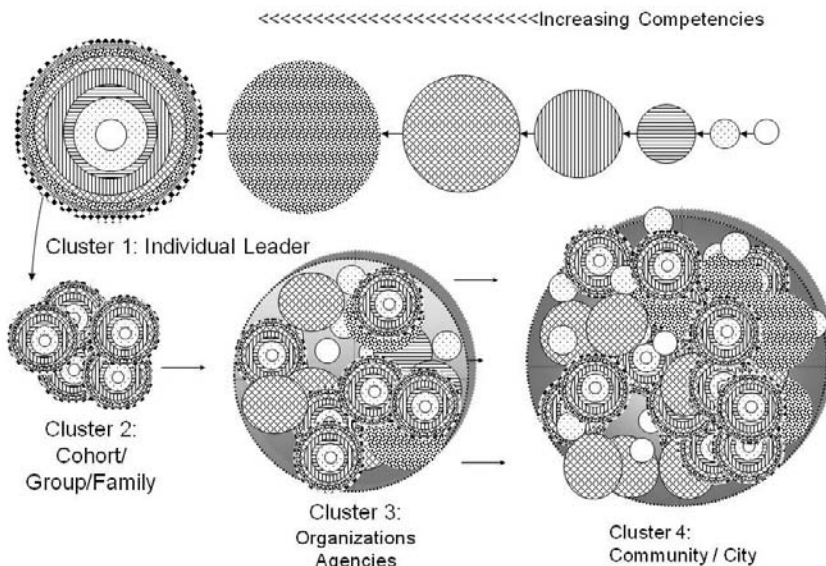 <<<<<<<<<<<<<<<<<<<<<<<<Increasing Competencies
Cluster 1: Individual Leader
Cluster 2:
Cohort/
Group/Family
Cluster 3:
Organizations
Agencies
Cluster 4:
Community / City